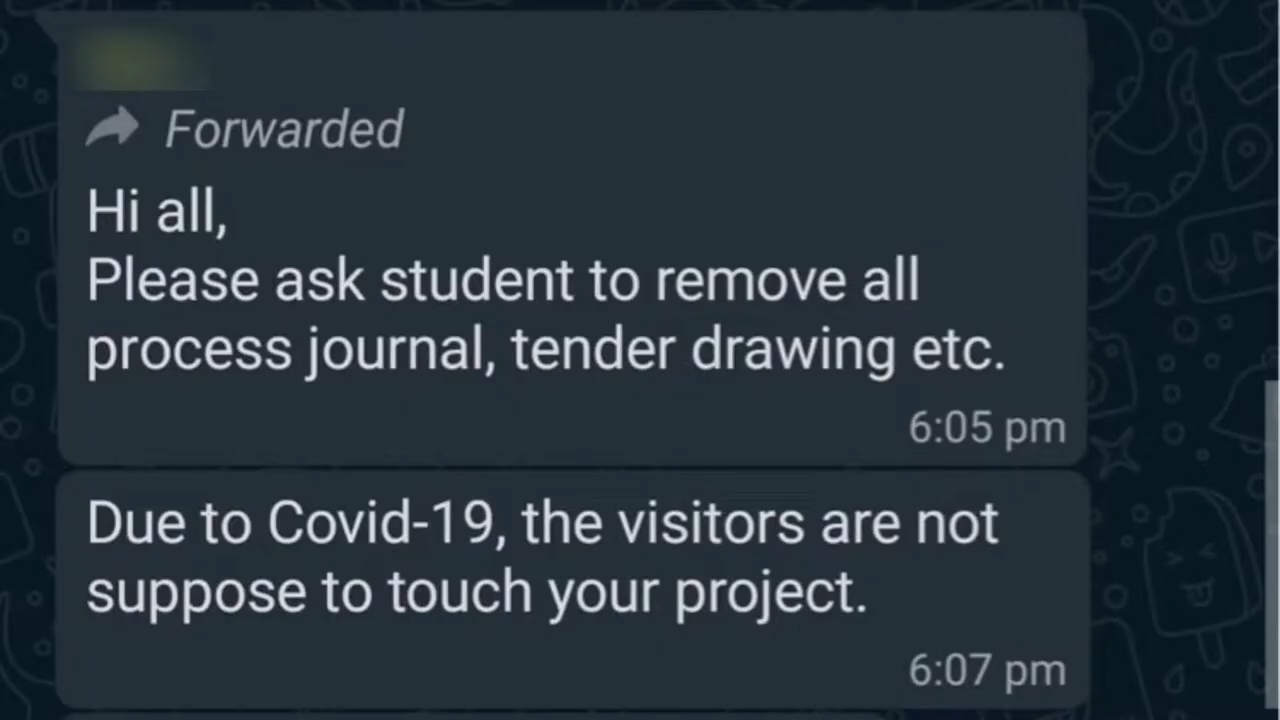 Forwarded
Hi all,
Please ask student to remove all
process journal, tender drawing etc.
6:05 pm
Due to Covid-19, the visitors are not
suppose to touch your project.
6:07 pm